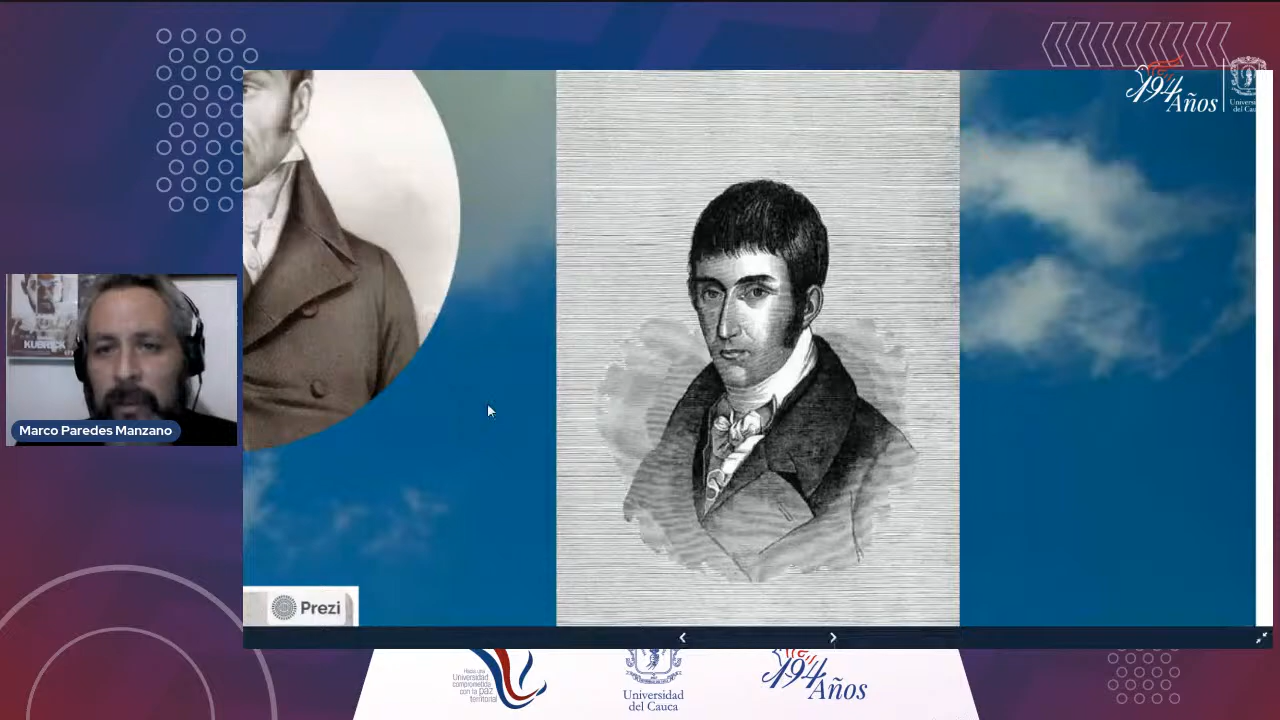 194
Años
Universidad
del Cauca
KUBRICK
Marco Paredes Manzano
Prezi
Hacia una
Universidad
comprometida
con la paz
territorial
Universidad
del Cauca
194
Años